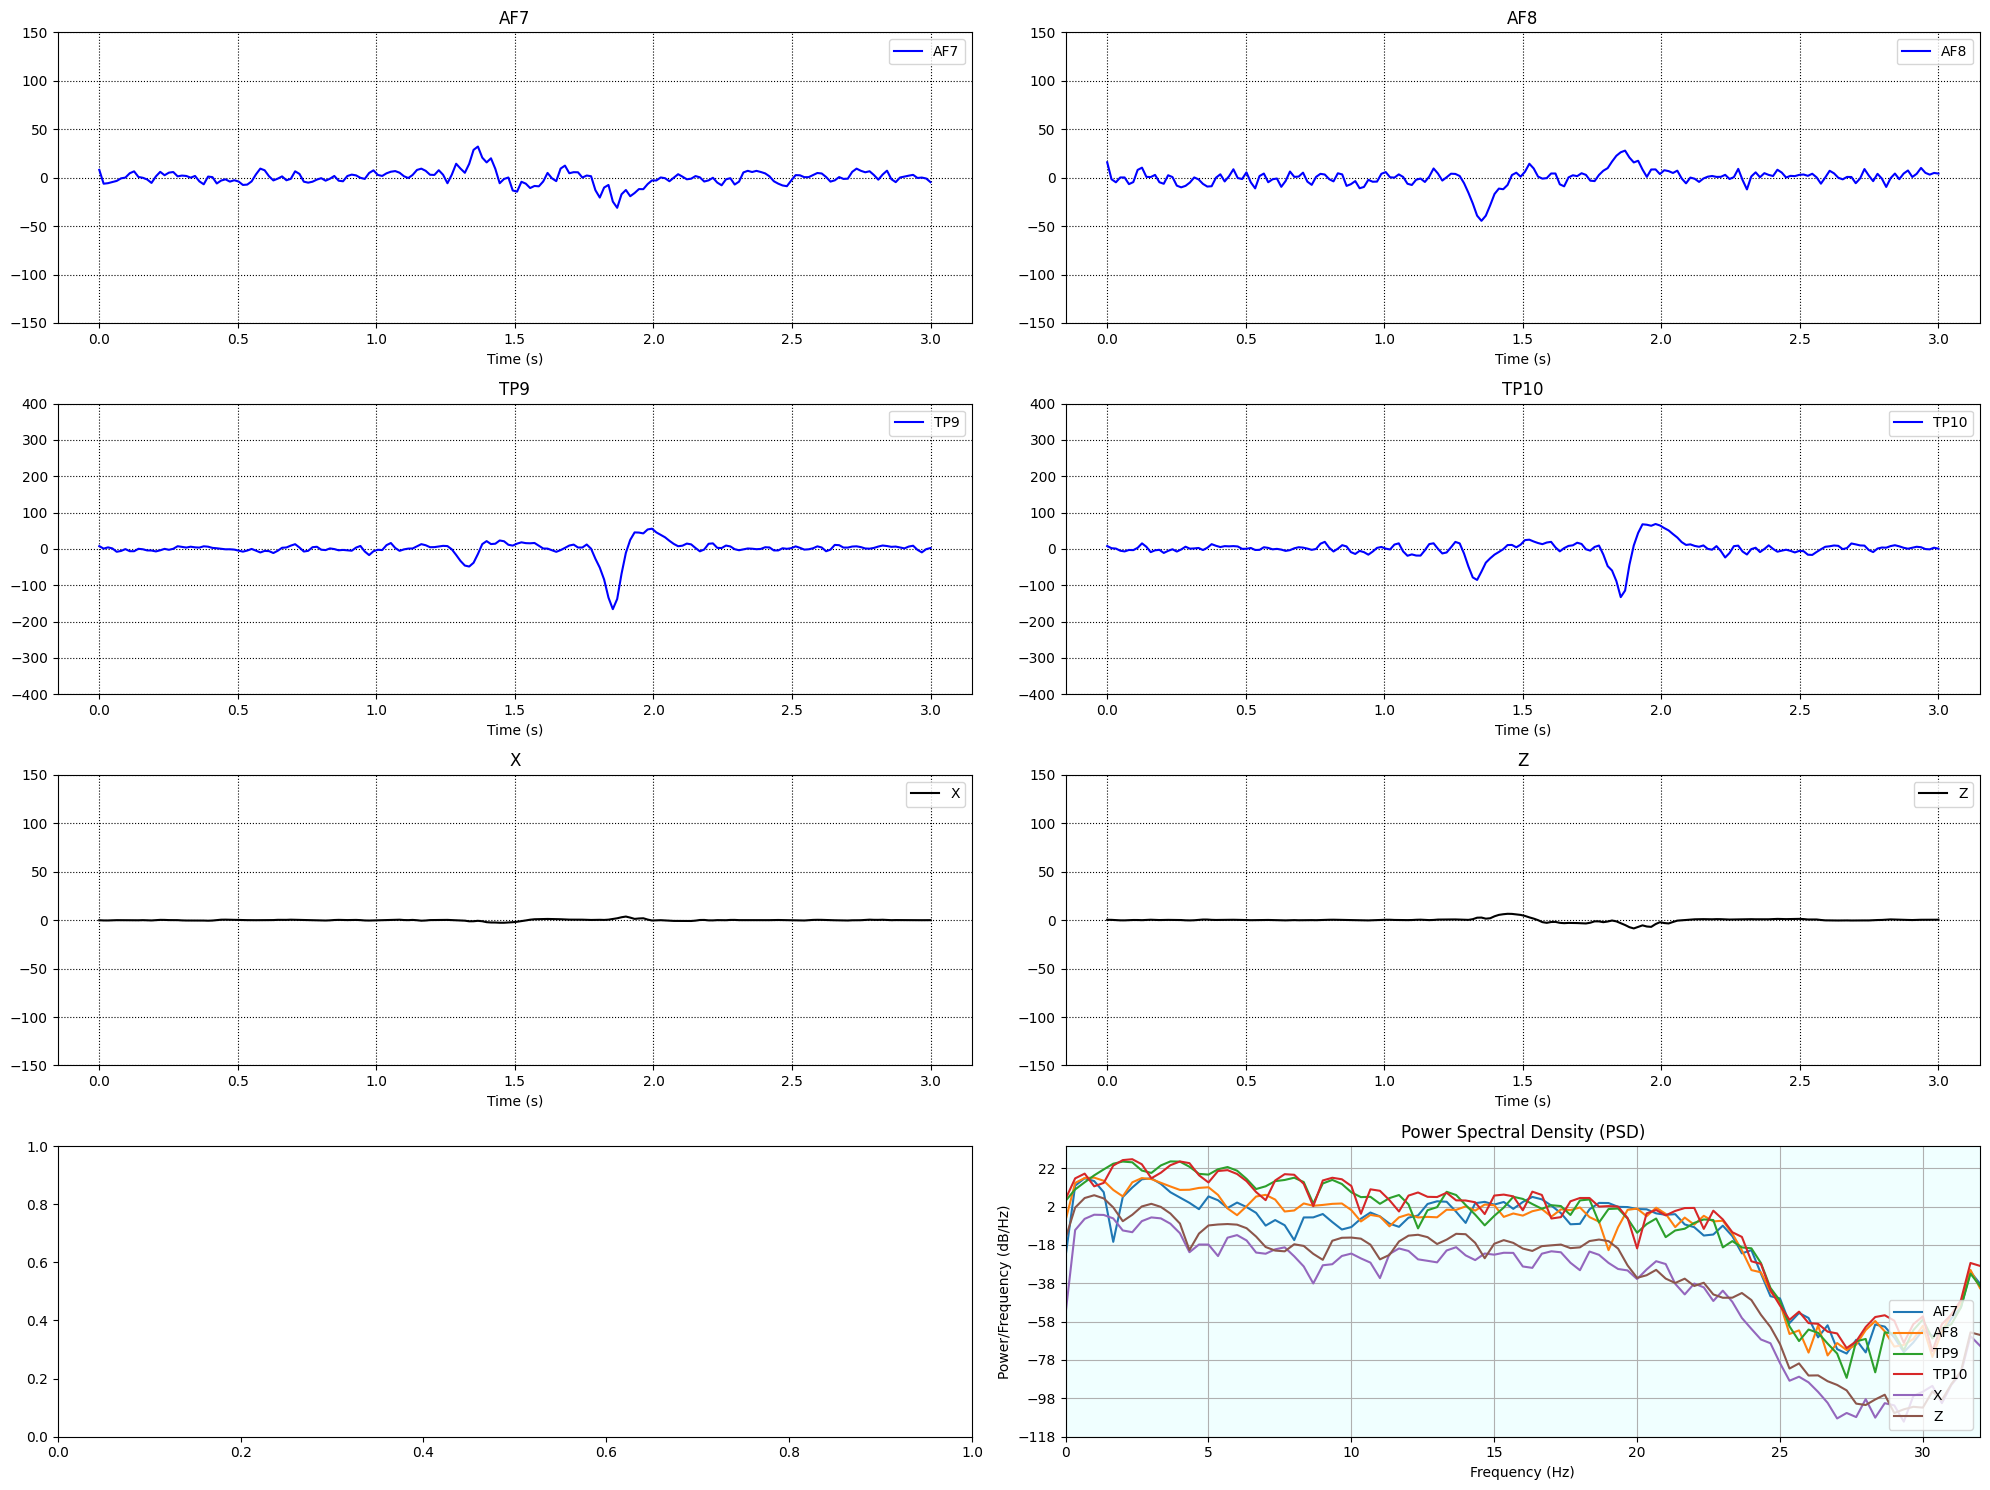 AF7
AF8
150
100
50
0
−50
−100
−150
AF7
150
100
50
0
−50
−100
−150
AF8
0.0 0.5 1.0 1.5 2.0 2.5 3.0
0.0 0.5 1.0 1.5 2.0 2.5 3.0
Time (s)
Time (s)
TP9
TP10
400
300
200
100
0
−100
−200
−300
−400
TP9
400
300
200
100
0
−100
−200
−300
−400
TP10
0.0 0.5 1.0 1.5 2.0 2.5 3.0
0.0 0.5 1.0 1.5 2.0 2.5 3.0
Time (s)
Time (s)
X
Z
150
100
50
0
−50
−100
−150
X
150
100
50
0
−50
−100
−150
Z
0.0 0.5 1.0 1.5 2.0 2.5 3.0
0.0 0.5 1.0 1.5 2.0 2.5 3.0
Time (s)
Time (s)
1.0
0.8
0.6
0.4
0.2
0.0
0.0 0.2 0.4 0.6 0.8 1.0
Power Spectral Density (PSD)
Power/Frequency (dB/Hz)
22
2
−18
−38
−58
−78
−98
−118
AF7
AF8
TP9
TP10
X
Z
0 5 10 15 20 25 30
Frequency (Hz)